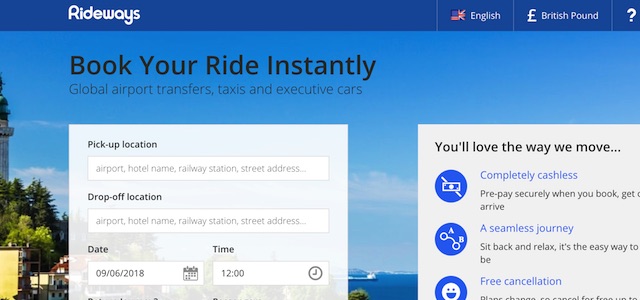 Rideways
English
£ British Pound
?
Book Your Ride Instantly
Global airport transfers, taxis and executive cars
Pick-up location
airport, hotel name, railway station, street address...
Drop-off location
airport, hotel name, railway station, street address...
Date
Time
09/06/2018
12:00
You'll love the way we move...
Completely cashless
Pre-pay securely when you book, get
arrive
A seamless journey
A
B
Sit back and relax, it's the easy way to
be
Free cancellation